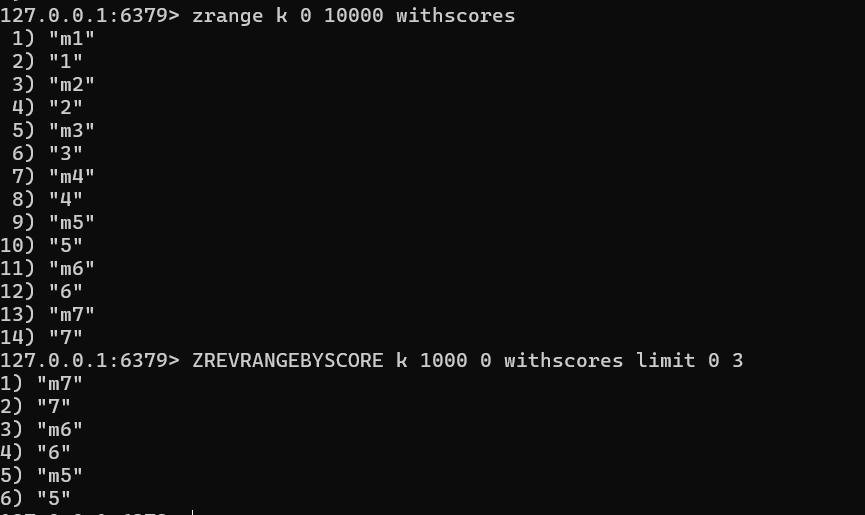 127.0.0.1:6379> zrange k 0 10000 withscores
1) "m1"
2) "1"
3) "m2"
4) "2"
5) "m3"
6) "3"
7) "m4"
8) "4"
9) "m5"
10) "5"
11) "m6"
12) "6"
13) "m7"
14) "7"
127.0.0.1:6379> ZREVRANGEBYSCORE k 1000 0 withscores limit 0 3
1) "m7"
2) "7"
3) "m6"
4) "6"
5) "m5"
6) "5"